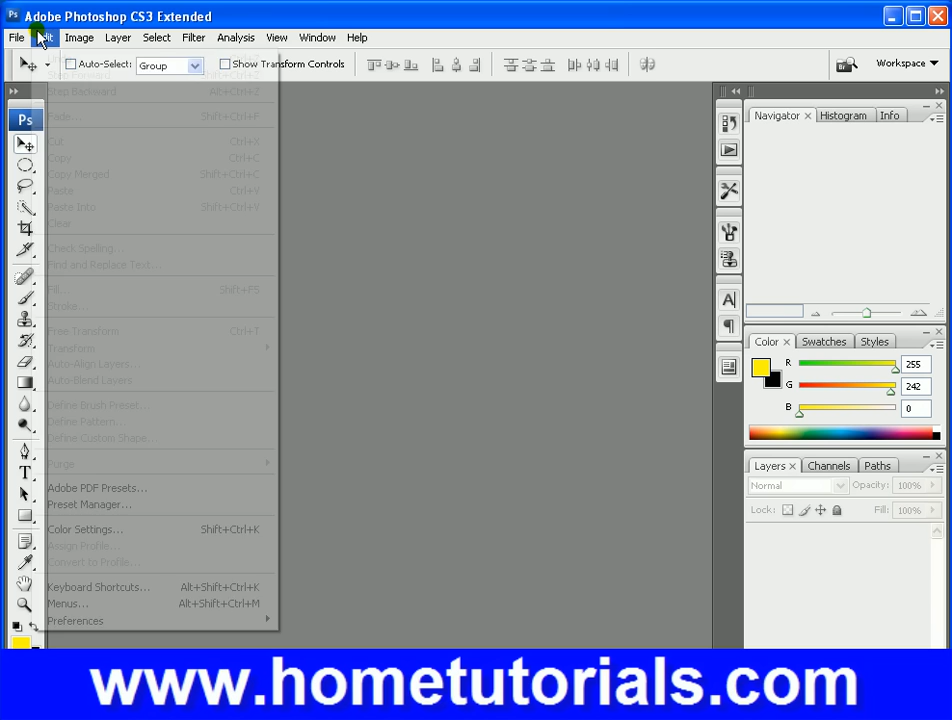 Ps Adobe Photoshop CS3 Extended
File Edit Image Layer Select Filter Analysis View Window Help
Auto-Select: Group Show Transform Controls Workspace
Step Forward
Step Backward Alt+Ctrl+Z
Fade... Shift+Ctrl+F
Cut Ctrl+X
Copy Ctrl+C
Copy Merged Shift+Ctrl+C
Paste Ctrl+V
Paste Into Shift+Ctrl+V
Clear
Check Spelling...
Find and Replace Text...
Fill... Shift+F5
Stroke...
Free Transform Ctrl+T
Transform
Auto-Align Layers...
Auto-Blend Layers
Define Brush Preset...
Define Pattern...
Define Custom Shape...
Purge
Adobe PDF Presets...
Preset Manager...
Color Settings... Shift+Ctrl+K
Assign Profile...
Convert to Profile...
Keyboard Shortcuts... Alt+Shift+Ctrl+K
Menus... Alt+Shift+Ctrl+M
Preferences
Ps
T
A
Navigator × Histogram Info
Color × Swatches Styles
R 255
G 242
B 0
Layers × Channels Paths
Normal Opacity: 100%
Lock: Fill: 100%
www.hometutorials.com